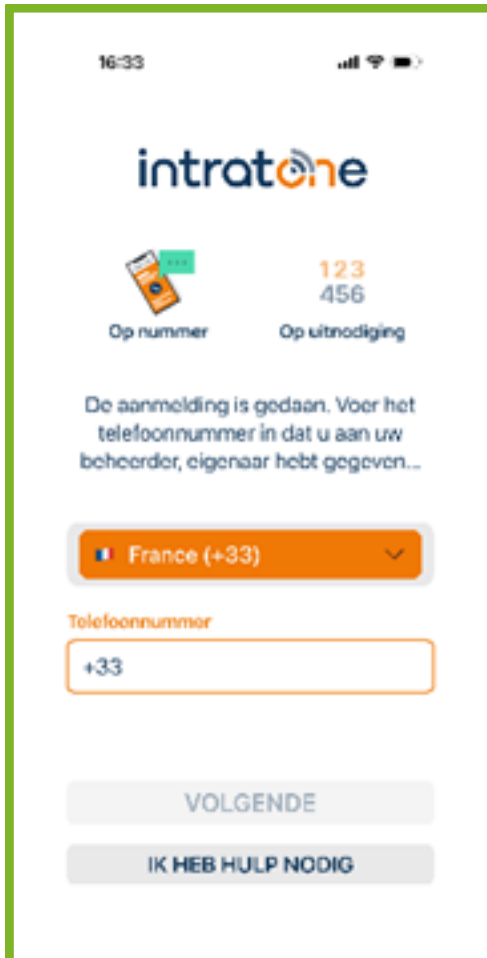 16:33
intratone
123
456
Op nummer
Op uitnodiging
De aanmelding is gedaan. Voer het
telefoonnummer in dat u aan uw
beheerder, eigenaar hebt gegeven...
France (+33)
Telefoonnummer
+33
VOLGENDE
IK HEB HULP NODIG